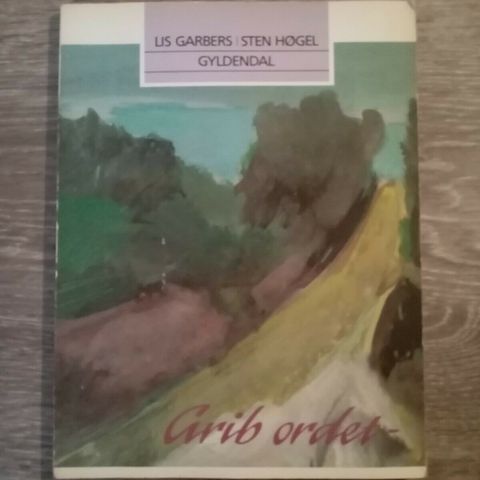 LIS GARBERS | STEN HØGEL
GYLDENDAL
Grib ordet-